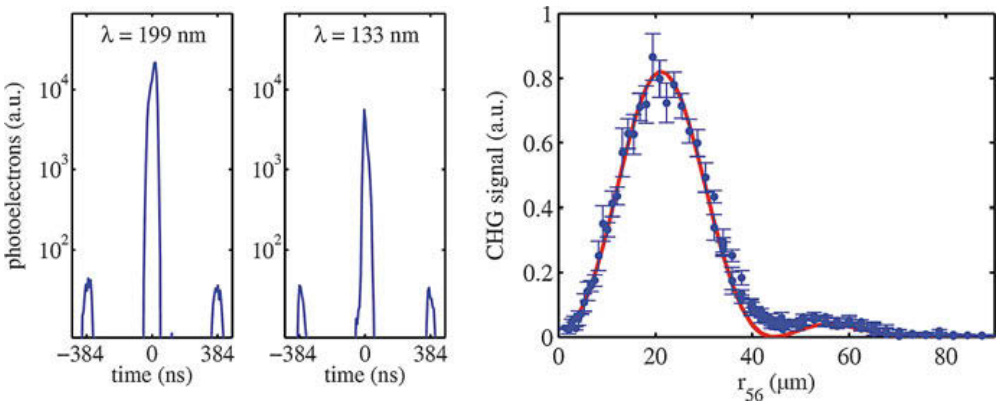 λ = 199 nm
photoelectrons (a.u.)
10⁴
10³
10²
−384 0 384
time (ns)
λ = 133 nm
10⁴
10³
10²
−384 0 384
time (ns)
CHG signal (a.u.)
1
0.8
0.6
0.4
0.2
0
0 20 40 60 80
r₅₆ (μm)